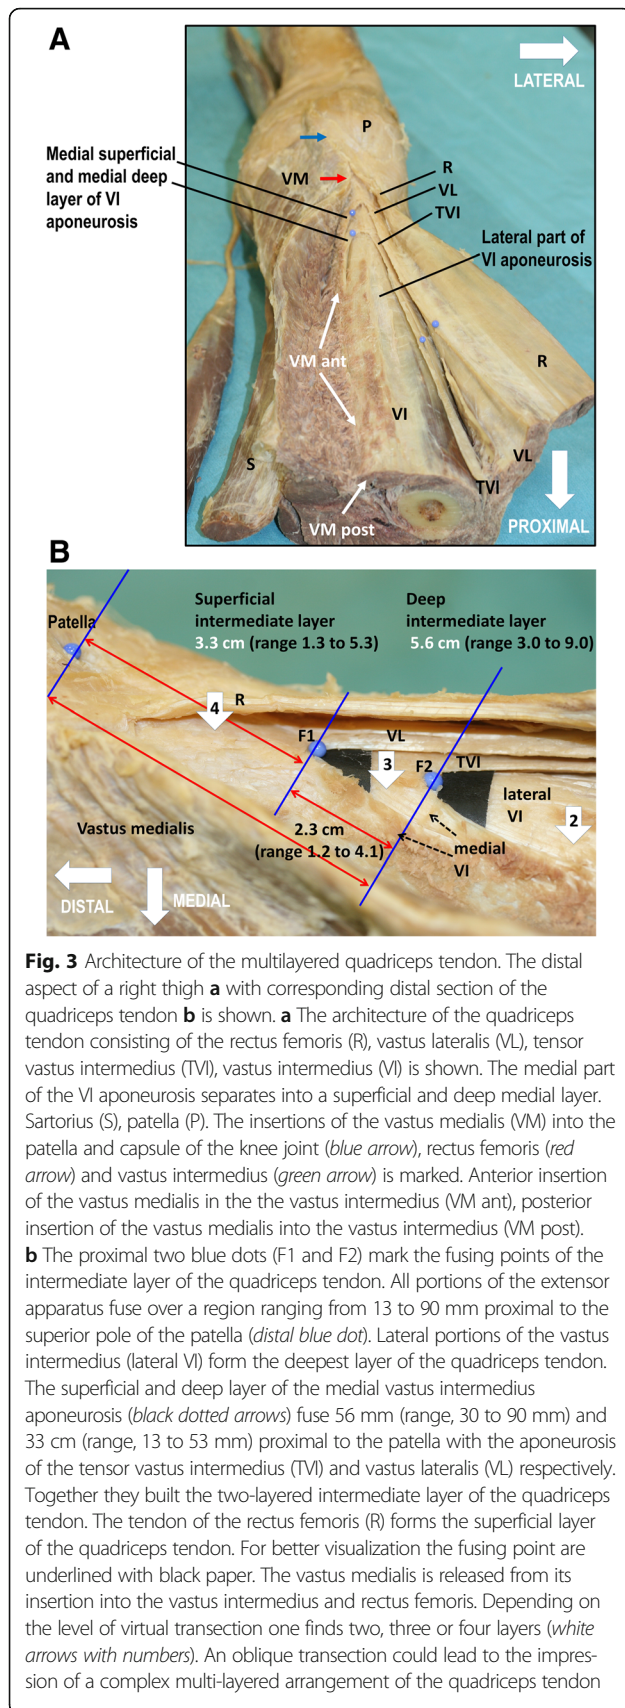 A
LATERAL
P
Medial superficial
and medial deep
layer of VI
aponeurosis
VM
R
VL
TVI
Lateral part of
VI aponeurosis
VM ant
R
VI
S
VL
TVI
VM post
PROXIMAL
B
Patella
Superficial
intermediate layer
3.3 cm (range 1.3 to 5.3)
Deep
intermediate layer
5.6 cm (range 3.0 to 9.0)
R
4
F1
VL
3
F2
TVI
lateral
VI
2
2.3 cm
(range 1.2 to 4.1)
medial
VI
Vastus medialis
DISTAL
MEDIAL
Fig. 3 Architecture of the multilayered quadriceps tendon. The distal
aspect of a right thigh a with corresponding distal section of the
quadriceps tendon b is shown. a The architecture of the quadriceps
tendon consisting of the rectus femoris (R), vastus lateralis (VL), tensor
vastus intermedius (TVI), vastus intermedius (VI) is shown. The medial part
of the VI aponeurosis separates into a superficial and deep medial layer.
Sartorius (S), patella (P). The insertions of the vastus medialis (VM) into the
patella and capsule of the knee joint (blue arrow), rectus femoris (red
arrow) and vastus intermedius (green arrow) is marked. Anterior insertion
of the vastus medialis in the the vastus intermedius (VM ant), posterior
insertion of the vastus medialis into the vastus intermedius (VM post).
b The proximal two blue dots (F1 and F2) mark the fusing points of the
intermediate layer of the quadriceps tendon. All portions of the extensor
apparatus fuse over a region ranging from 13 to 90 mm proximal to the
superior pole of the patella (distal blue dot). Lateral portions of the vastus
intermedius (lateral VI) form the deepest layer of the quadriceps tendon.
The superficial and deep layer of the medial vastus intermedius
aponeurosis (black dotted arrows) fuse 56 mm (range, 30 to 90 mm) and
33 cm (range, 13 to 53 mm) proximal to the patella with the aponeurosis
of the tensor vastus intermedius (TVI) and vastus lateralis (VL) respectively.
Together they built the two-layered intermediate layer of the quadriceps
tendon. The tendon of the rectus femoris (R) forms the superficial layer
of the quadriceps tendon. For better visualization the fusing point are
underlined with black paper. The vastus medialis is released from its
insertion into the vastus intermedius and rectus femoris. Depending on
the level of virtual transection one finds two, three or four layers (white
arrows with numbers). An oblique transection could lead to the impres-
sion of a complex multi-layered arrangement of the quadriceps tendon